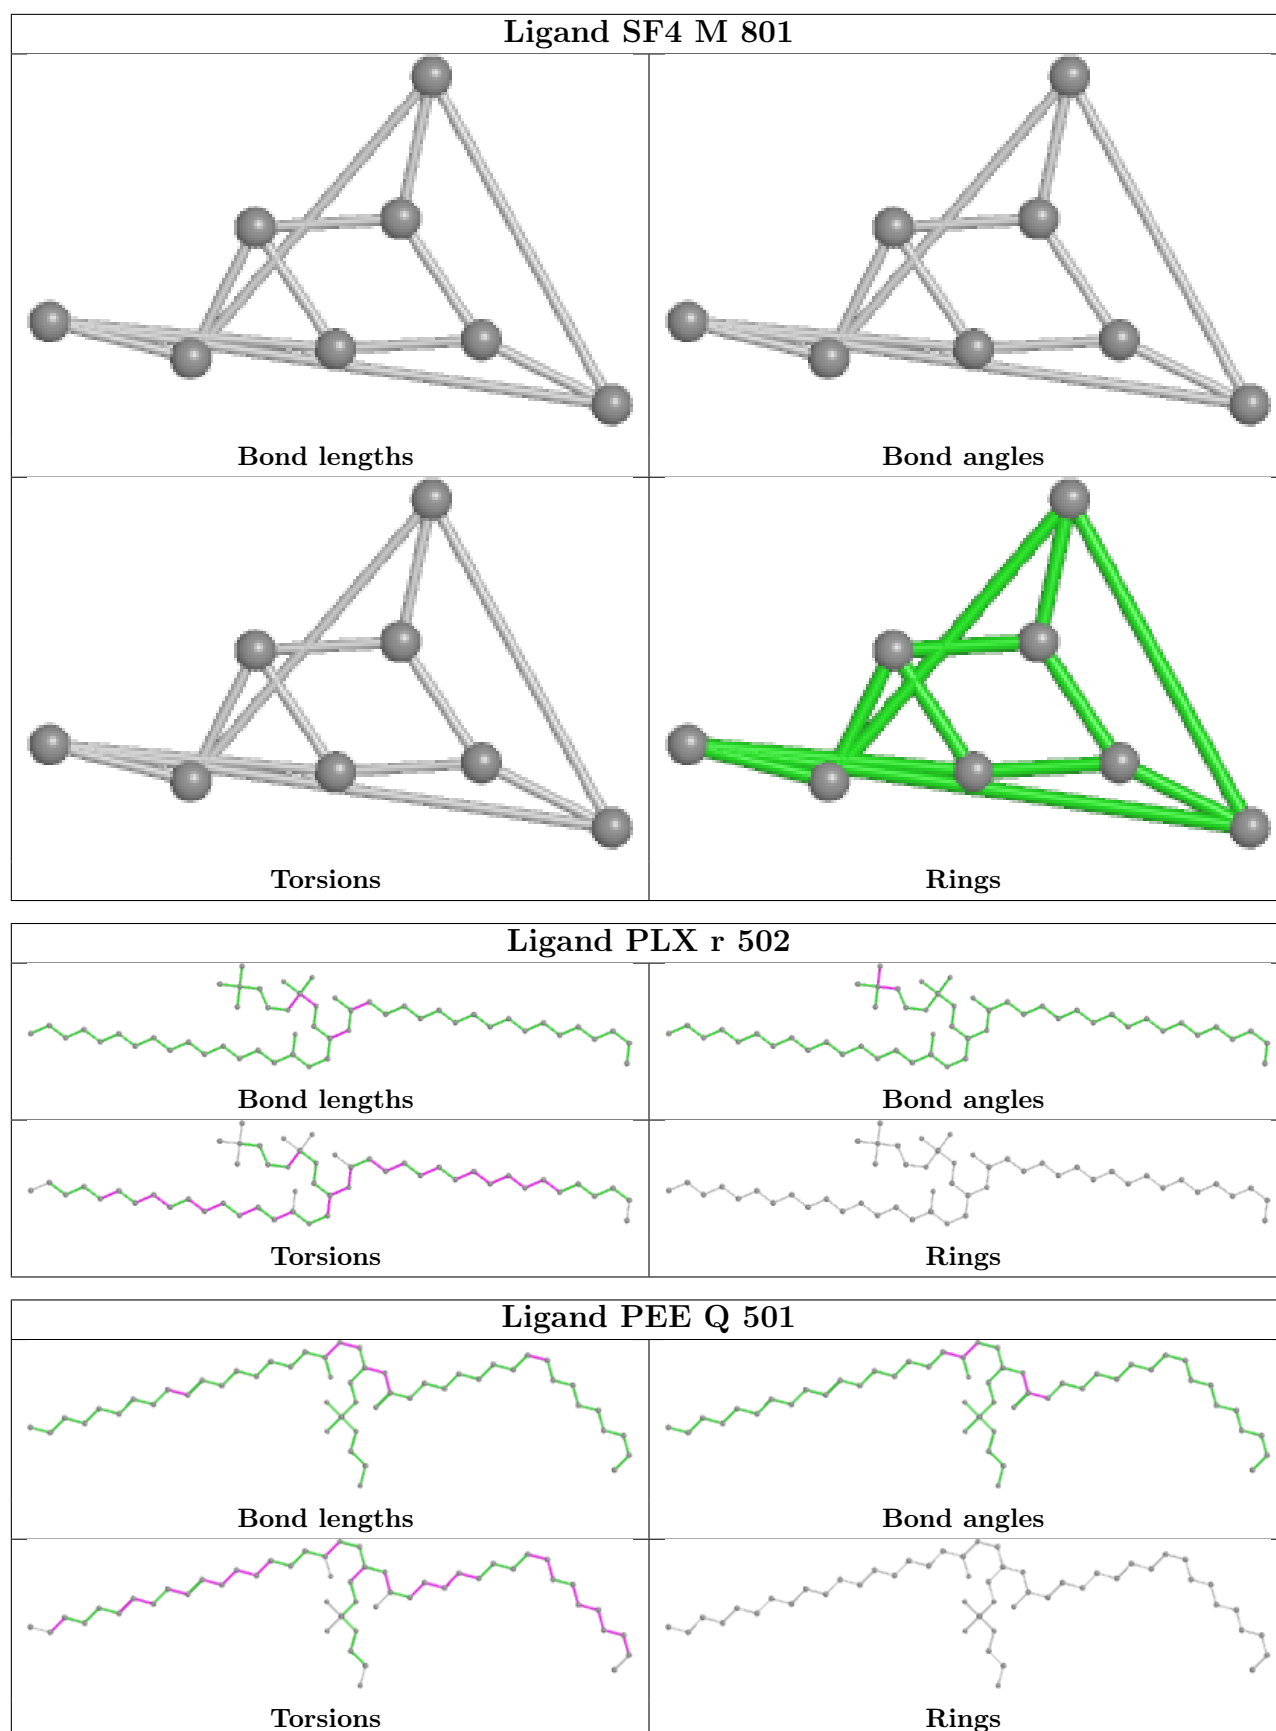 Ligand SF4 M 801
Bond lengths
Bond angles
Torsions
Rings
Ligand PLX r 502
Bond lengths
Bond angles
Torsions
Rings
Ligand PEE Q 501
Bond lengths
Bond angles
Torsions
Rings